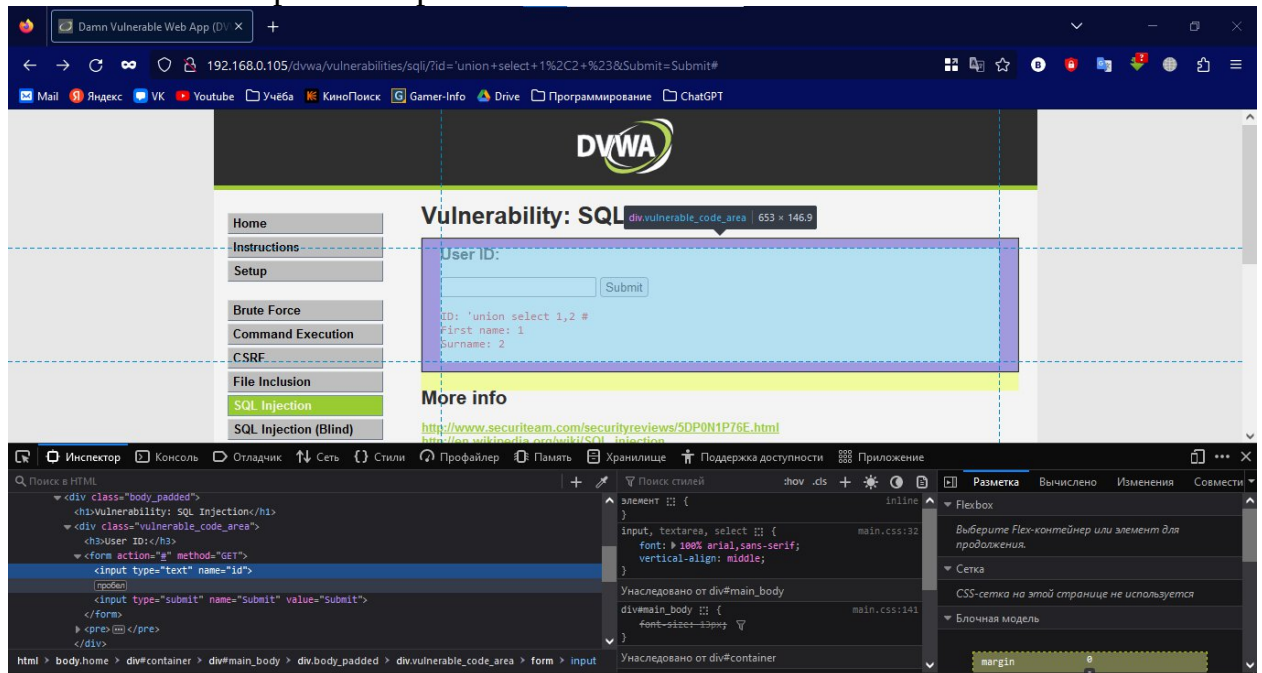 Damn Vulnerable Web App (DV
192.168.0.105/dvwa/vulnerabilities/sqli/?id='union+select+1%2C2+%23&Submit=Submit#
Mail Яндекс VK Youtube Учёба КиноПоиск Gamer-Info Drive Программирование ChatGPT
DVWA
Home
Instructions
Setup
Brute Force
Command Execution
CSRF
File Inclusion
SQL Injection
SQL Injection (Blind)
Vulnerability: SQL
div.vulnerable_code_area 653 × 146.9
User ID:
Submit
ID: 'union select 1,2 #
First name: 1
Surname: 2
More info
http://www.securiteam.com/securityreviews/5DP0N1P76E.html
http://en.wikipedia.org/wiki/SQL_injection
Инспектор Консоль Отладчик Сеть Стили Профайлер Память Хранилище Поддержка доступности Приложение
Поиск в HTML
<div class="body_padded">
<h1>Vulnerability: SQL Injection</h1>
<div class="vulnerable_code_area">
<h3>User ID:</h3>
<form action="#" method="GET">
<input type="text" name="id">
пробел
<input type="submit" name="Submit" value="Submit">
</form>
<pre></pre>
</div>
html > body.home > div#container > div#main_body > div.body_padded > div.vulnerable_code_area > form > input
Поиск стилей :hov .cls
элемент { inline
}
input, textarea, select { main.css:32
font: 100% arial,sans-serif;
vertical-align: middle;
}
Унаследовано от div#main_body
div#main_body { main.css:141
font-size: 13px;
}
Унаследовано от div#container
Разметка Вычислено Изменения Совмести
Flexbox
Выберите Flex-контейнер или элемент для
продолжения.
Сетка
CSS-сетка на этой странице не используется
Блочная модель
margin 0